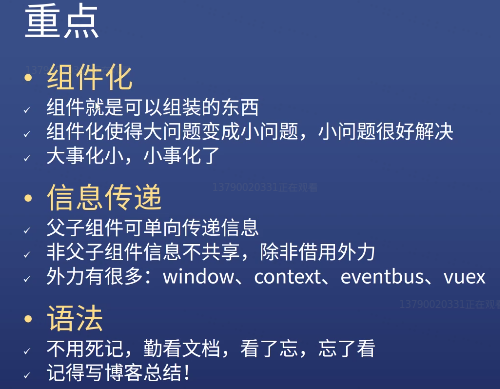 重点
• 组件化
✓ 组件就是可以组装的东西
✓ 组件化使得大问题变成小问题，小问题很好解决
✓ 大事化小，小事化了
• 信息传递
13790020331正在观看
✓ 父子组件可单向传递信息
✓ 非父子组件信息不共享，除非借用外力
✓ 外力有很多：window、context、eventbus、vuex
13790020331正在观看
• 语法
✓ 不用死记，勤看文档，看了忘，忘了看
✓ 记得写博客总结！